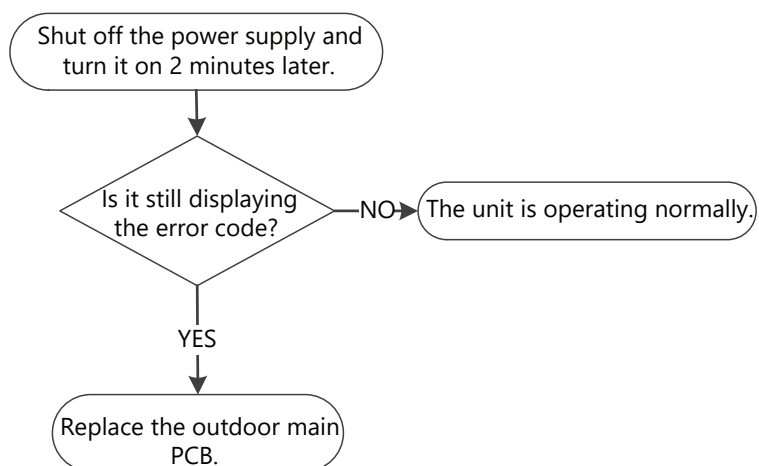 Shut off the power supply and
turn it on 2 minutes later.
Is it still displaying
the error code?
NO
The unit is operating normally.
YES
Replace the outdoor main
PCB.